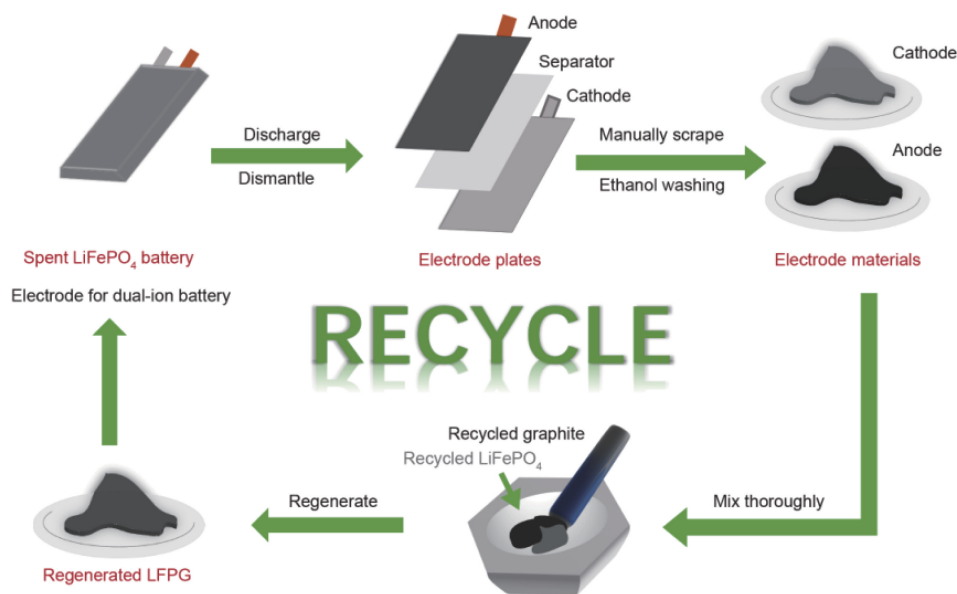 Anode
Separator
Cathode
Discharge
Dismantle
Manually scrape
Ethanol washing
Cathode
Anode
Spent LiFePO₄ battery
Electrode plates
Electrode materials
Electrode for dual-ion battery
RECYCLE
Recycled graphite
Recycled LiFePO₄
Mix thoroughly
Regenerate
Regenerated LFPG